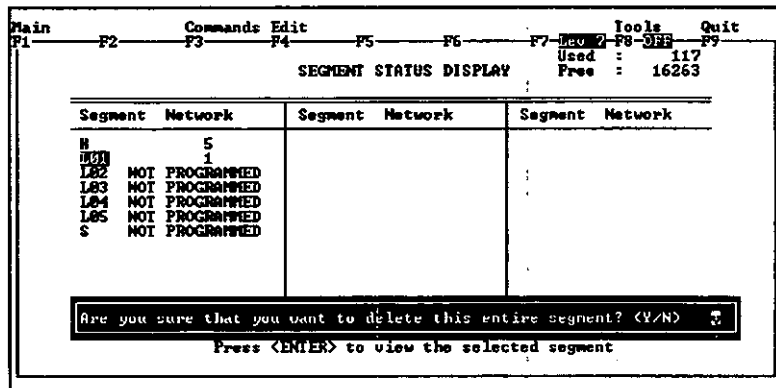 Main Commands Edit Tools Quit
F1 F2 F3 F4 F5 F6 F7-Lev 2-F8-OFF-F9
Used : 117
SEGMENT STATUS DISPLAY Free : 16263
Segment Network Segment Network Segment Network
M 5
L01 1
L02 NOT PROGRAMMED
L03 NOT PROGRAMMED
L04 NOT PROGRAMMED
L05 NOT PROGRAMMED
S NOT PROGRAMMED
Are you sure that you want to delete this entire segment? (Y/N)
Press <ENTER> to view the selected segment